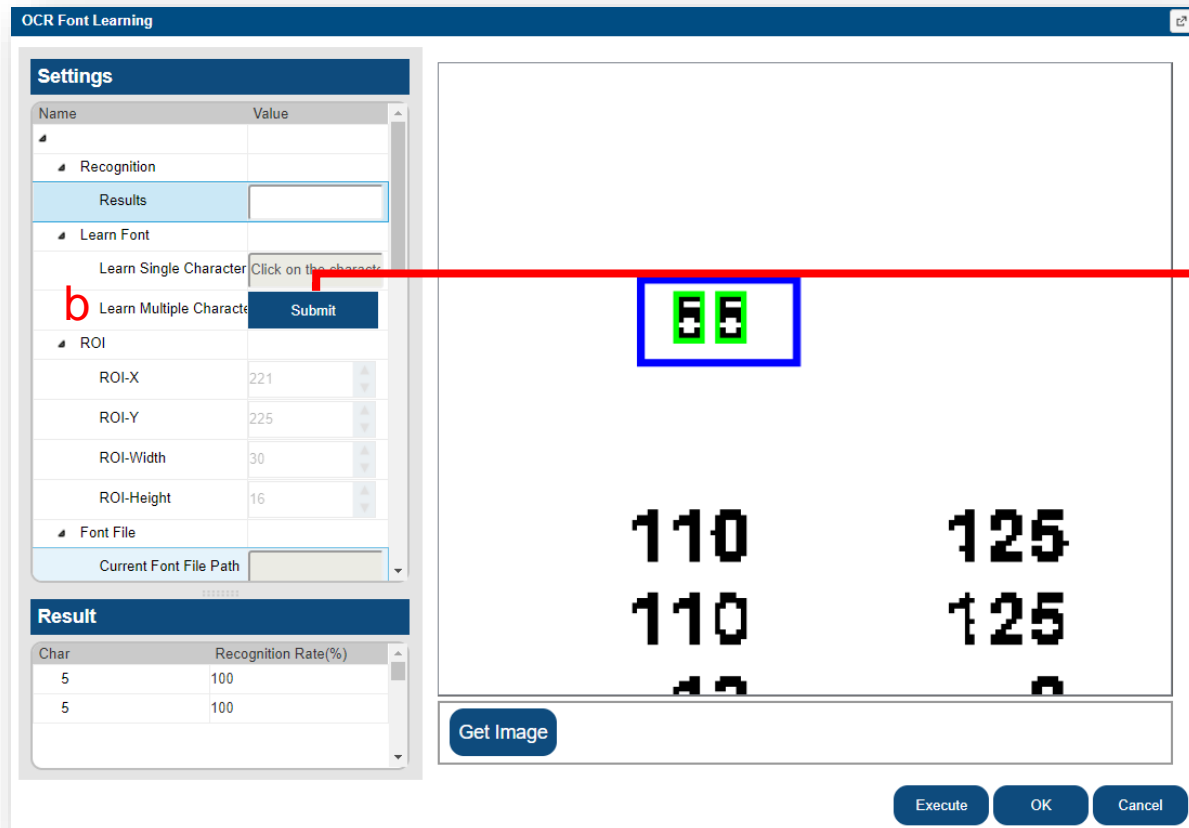 OCR Font Learning
Settings
Name Value
Recognition
Results
Learn Font
Learn Single Character Click on the characte
b Learn Multiple Characte Submit
ROI
ROI-X 221
ROI-Y 225
ROI-Width 30
ROI-Height 16
Font File
Current Font File Path
Result
Char Recognition Rate(%)
5 100
5 100
55
110 125
110 125
Get Image
Execute OK Cancel